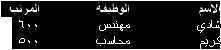 الاسم الوظيفة المرتب
شادي مهندس ٦٠٠
كريم محاسب ٥٠٠